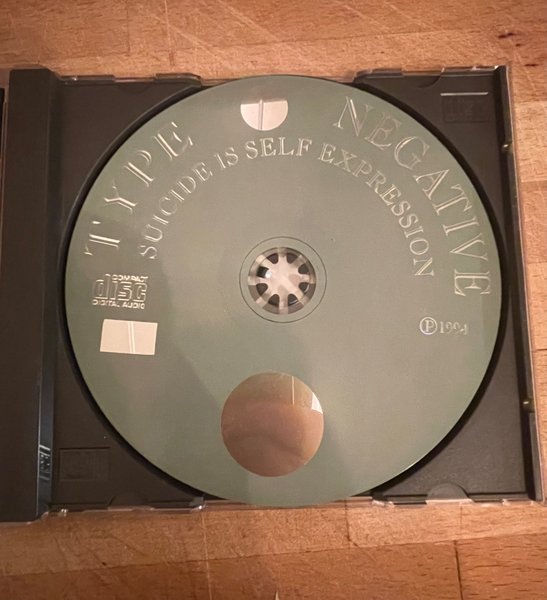 TYPE NEGATIVE
SUICIDE IS SELF EXPRESSION
COMPACT
disc
DIGITAL AUDIO
Ⓟ 1994